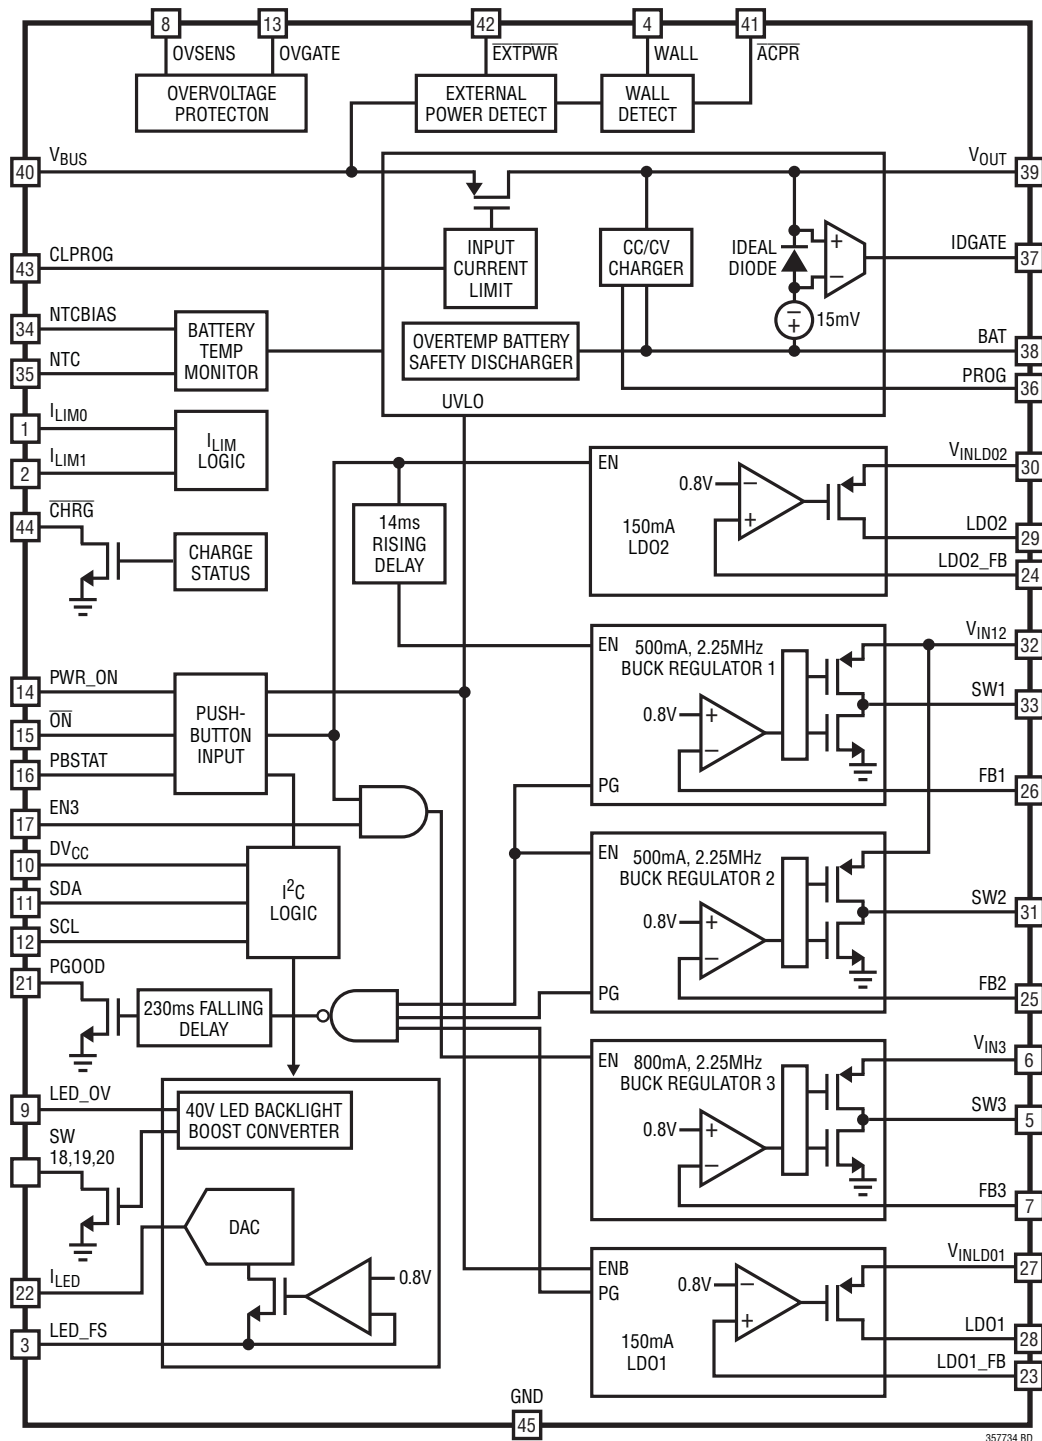 8
13
42
4
41
OVSENS
OVGATE
EXTPWR
WALL
ACPR
OVERVOLTAGE
PROTECTON
EXTERNAL
POWER DETECT
WALL
DETECT
VBUS
40
VOUT
39
CLPROG
43
INPUT
CURRENT
LIMIT
CC/CV
CHARGER
IDEAL
DIODE
+
–
IDGATE
37
–
+
15mV
NTCBIAS
34
NTC
35
BATTERY
TEMP
MONITOR
OVERTEMP BATTERY
SAFETY DISCHARGER
BAT
38
PROG
36
UVLO
ILIM0
1
ILIM1
2
ILIM
LOGIC
CHRG
44
CHARGE
STATUS
14ms
RISING
DELAY
EN
0.8V
–
+
150mA
LDO2
VINLDO2
30
LDO2
29
LDO2_FB
24
EN
500mA, 2.25MHz
BUCK REGULATOR 1
0.8V
+
–
PG
VIN12
32
SW1
33
FB1
26
PWR_ON
14
ON
15
PBSTAT
16
PUSH-
BUTTON
INPUT
EN3
17
DVCC
10
SDA
11
SCL
12
I2C
LOGIC
EN
500mA, 2.25MHz
BUCK REGULATOR 2
0.8V
+
–
PG
SW2
31
FB2
25
PGOOD
21
230ms FALLING
DELAY
EN
800mA, 2.25MHz
BUCK REGULATOR 3
0.8V
+
–
VIN3
6
SW3
5
FB3
7
LED_OV
9
40V LED BACKLIGHT
BOOST CONVERTER
SW
18,19,20
DAC
0.8V
ILED
22
LED_FS
3
ENB
PG
0.8V
–
+
150mA
LDO1
VINLDO1
27
LDO1
28
LDO1_FB
23
GND
45
357734 BD